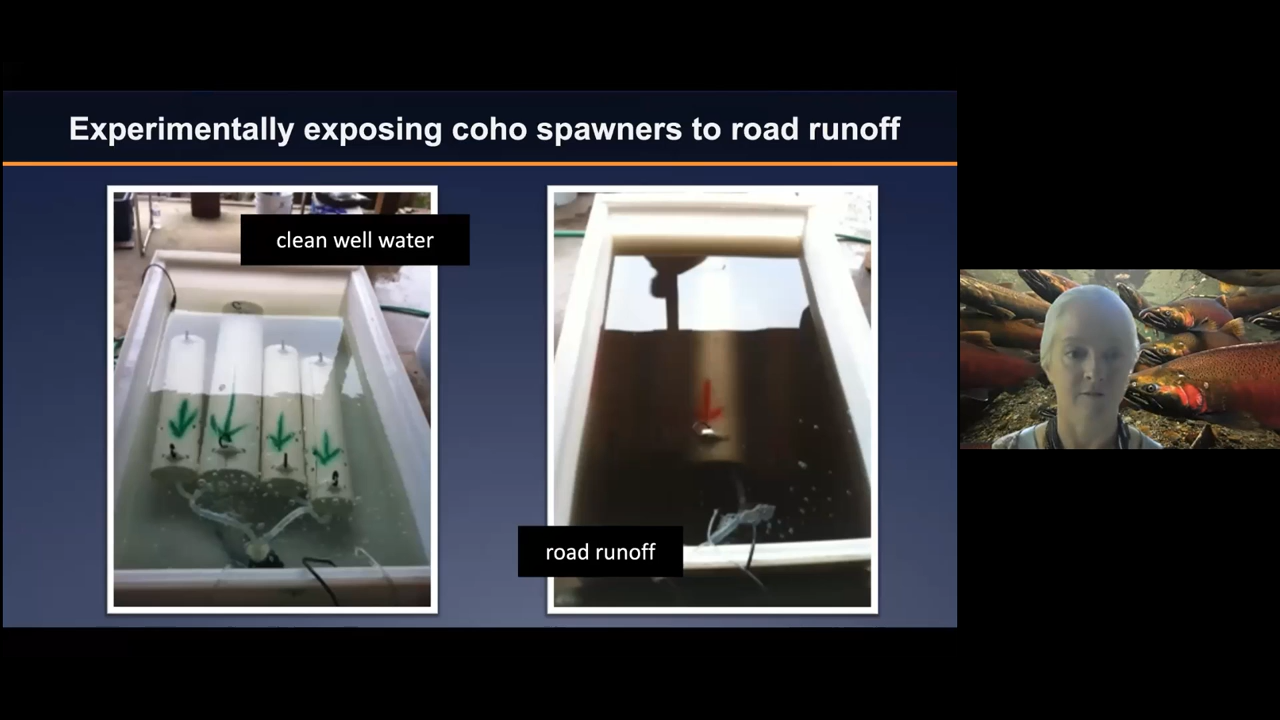 Experimentally exposing coho spawners to road runoff
clean well water
road runoff